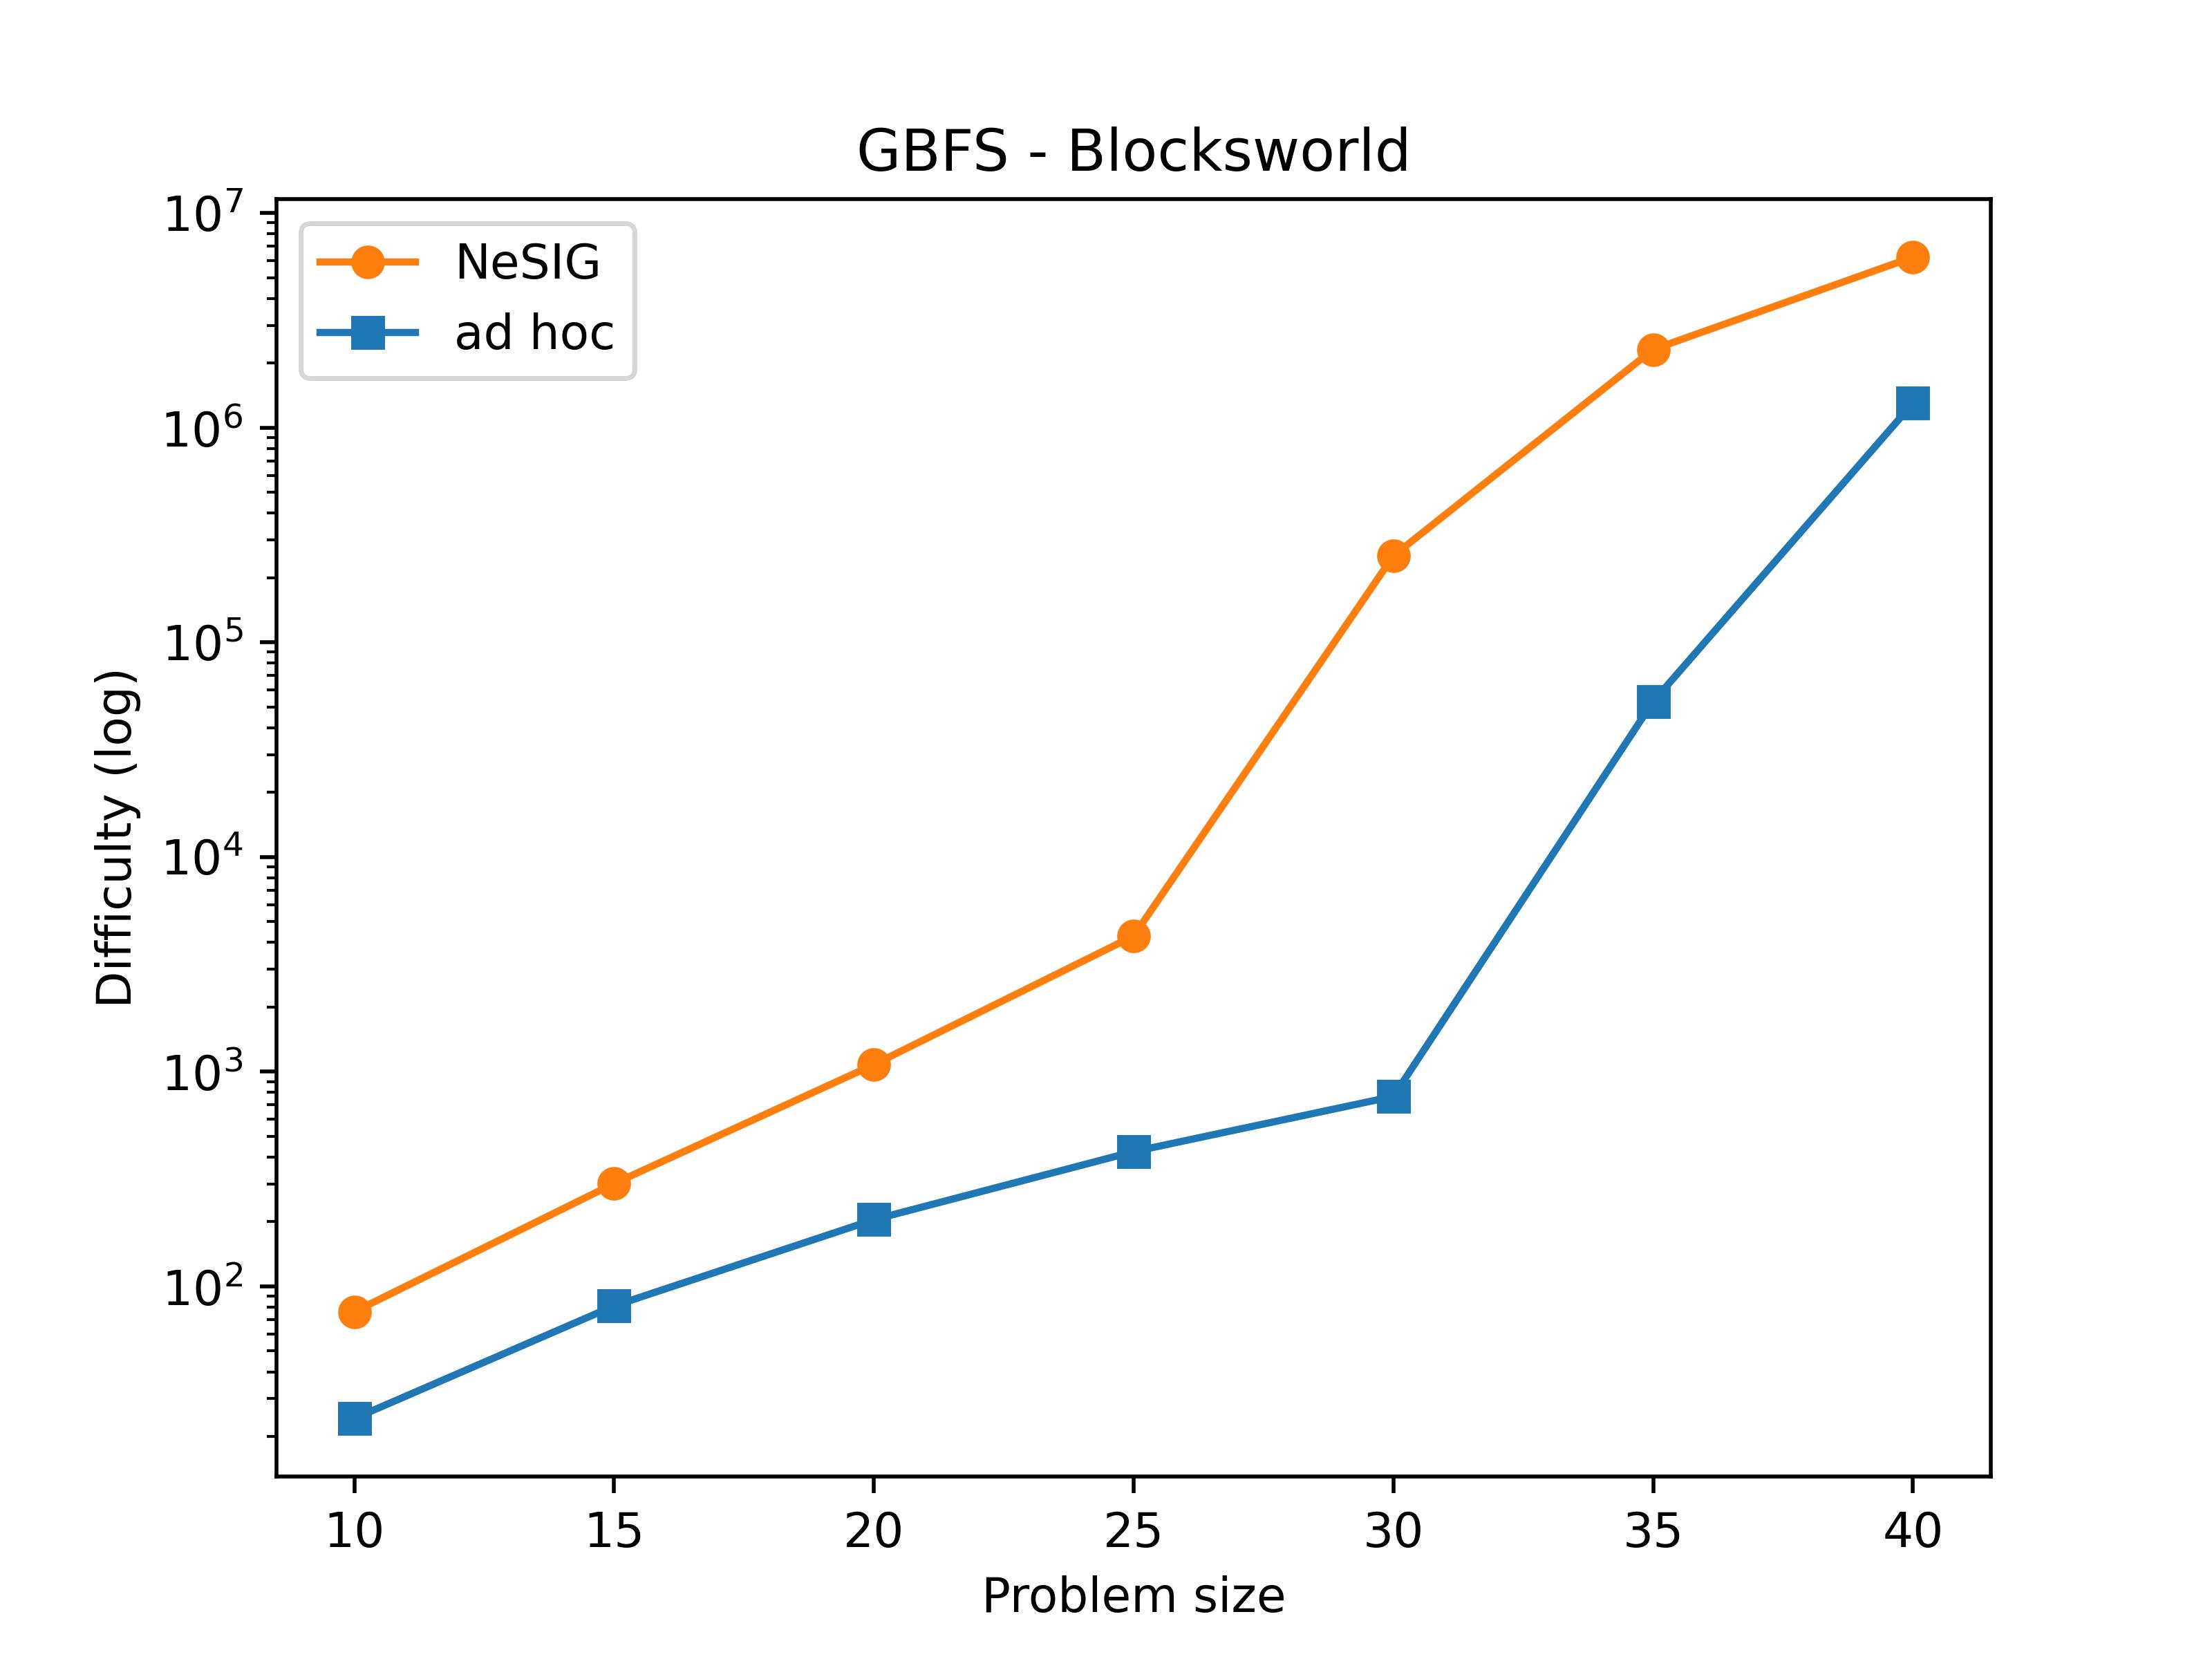 GBFS - Blocksworld
NeSIG
ad hoc
Difficulty (log)
10^7
10^6
10^5
10^4
10^3
10^2
10 15 20 25 30 35 40
Problem size